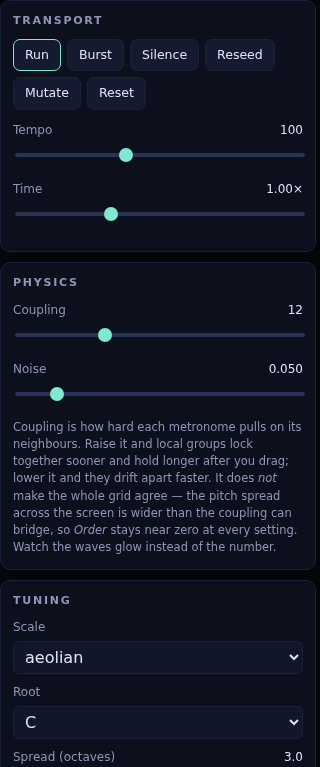 TRANSPORT
Run Burst Silence Reseed
Mutate Reset
Tempo 100
Time 1.00×
PHYSICS
Coupling 12
Noise 0.050
Coupling is how hard each metronome pulls on its
neighbours. Raise it and local groups lock
together sooner and hold longer after you drag;
lower it and they drift apart faster. It does not
make the whole grid agree — the pitch spread
across the screen is wider than the coupling can
bridge, so Order stays near zero at every setting.
Watch the waves glow instead of the number.
TUNING
Scale
aeolian
Root
C
Spread (octaves) 3.0